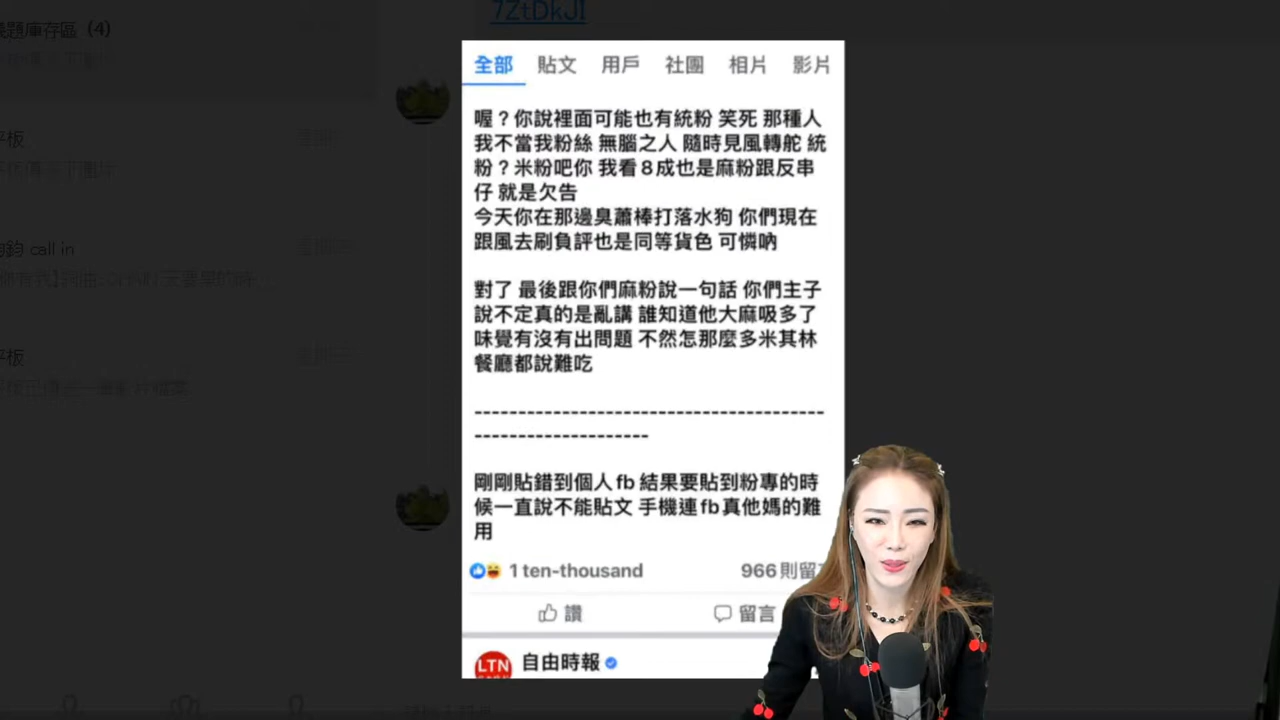 7ZtDkJI
題庫存區 (4)
全部 貼文 用戶 社團 相片 影片
喔？你說裡面可能也有統粉 笑死 那種人
我不當我粉絲 無腦之人 隨時見風轉舵 統
粉？米粉吧你 我看8成也是麻粉跟反串
仔 就是欠告
今天你在那邊臭蕭棒打落水狗 你們現在
跟風去刷負評也是同等貨色 可憐吶
對了 最後跟你們麻粉說一句話 你們主子
說不定真的是亂講 誰知道他大麻吸多了
味覺有沒有出問題 不然怎那麼多米其林
餐廳都說難吃
----------------------------------------
--------------------
剛剛貼錯到個人fb 結果要貼到粉專的時
候一直說不能貼文 手機連fb真他媽的難
用
1 ten-thousand 966則留
讚 留言
LTN 自由時報
call in